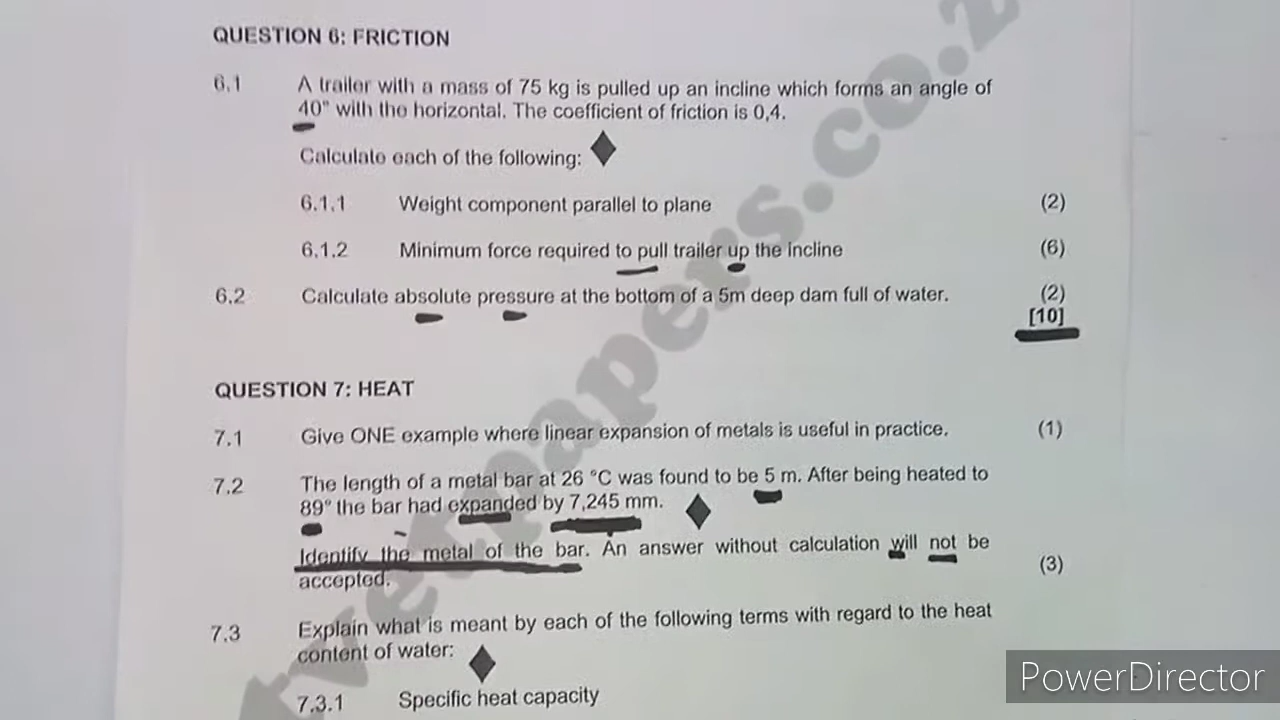 QUESTION 6: FRICTION
6.1 A trailer with a mass of 75 kg is pulled up an incline which forms an angle of
40° with the horizontal. The coefficient of friction is 0,4.
Calculate each of the following:
6.1.1 Weight component parallel to plane (2)
6.1.2 Minimum force required to pull trailer up the incline (6)
6.2 Calculate absolute pressure at the bottom of a 5m deep dam full of water. (2)
[10]
QUESTION 7: HEAT
7.1 Give ONE example where linear expansion of metals is useful in practice. (1)
7.2 The length of a metal bar at 26 °C was found to be 5 m. After being heated to
89° the bar had expanded by 7,245 mm.
Identify the metal of the bar. An answer without calculation will not be
accepted. (3)
7.3 Explain what is meant by each of the following terms with regard to the heat
content of water:
7.3.1 Specific heat capacity
tvetpapers.co.z
PowerDirector